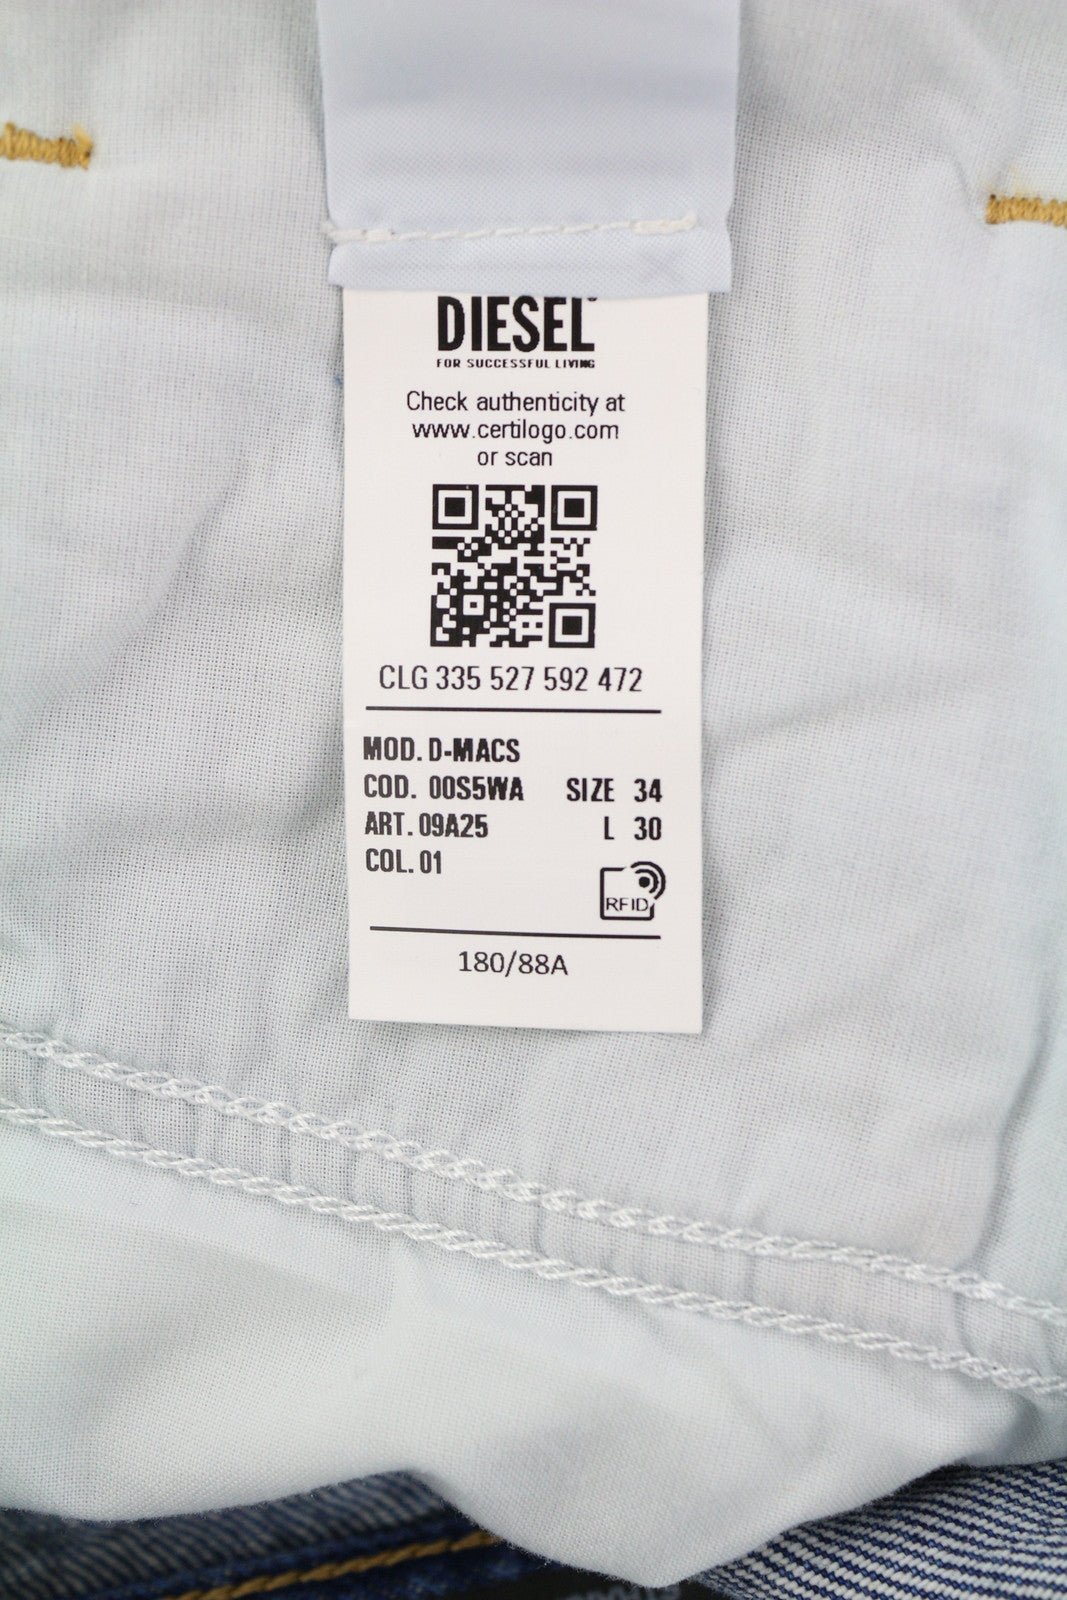 DIESEL
FOR SUCCESSFUL LIVING
Check authenticity at
www.certilogo.com
or scan
CLG 335 527 592 472
MOD. D-MACS
COD. 00S5WA SIZE 34
ART. 09A25 L 30
COL. 01
RFID
180/88A